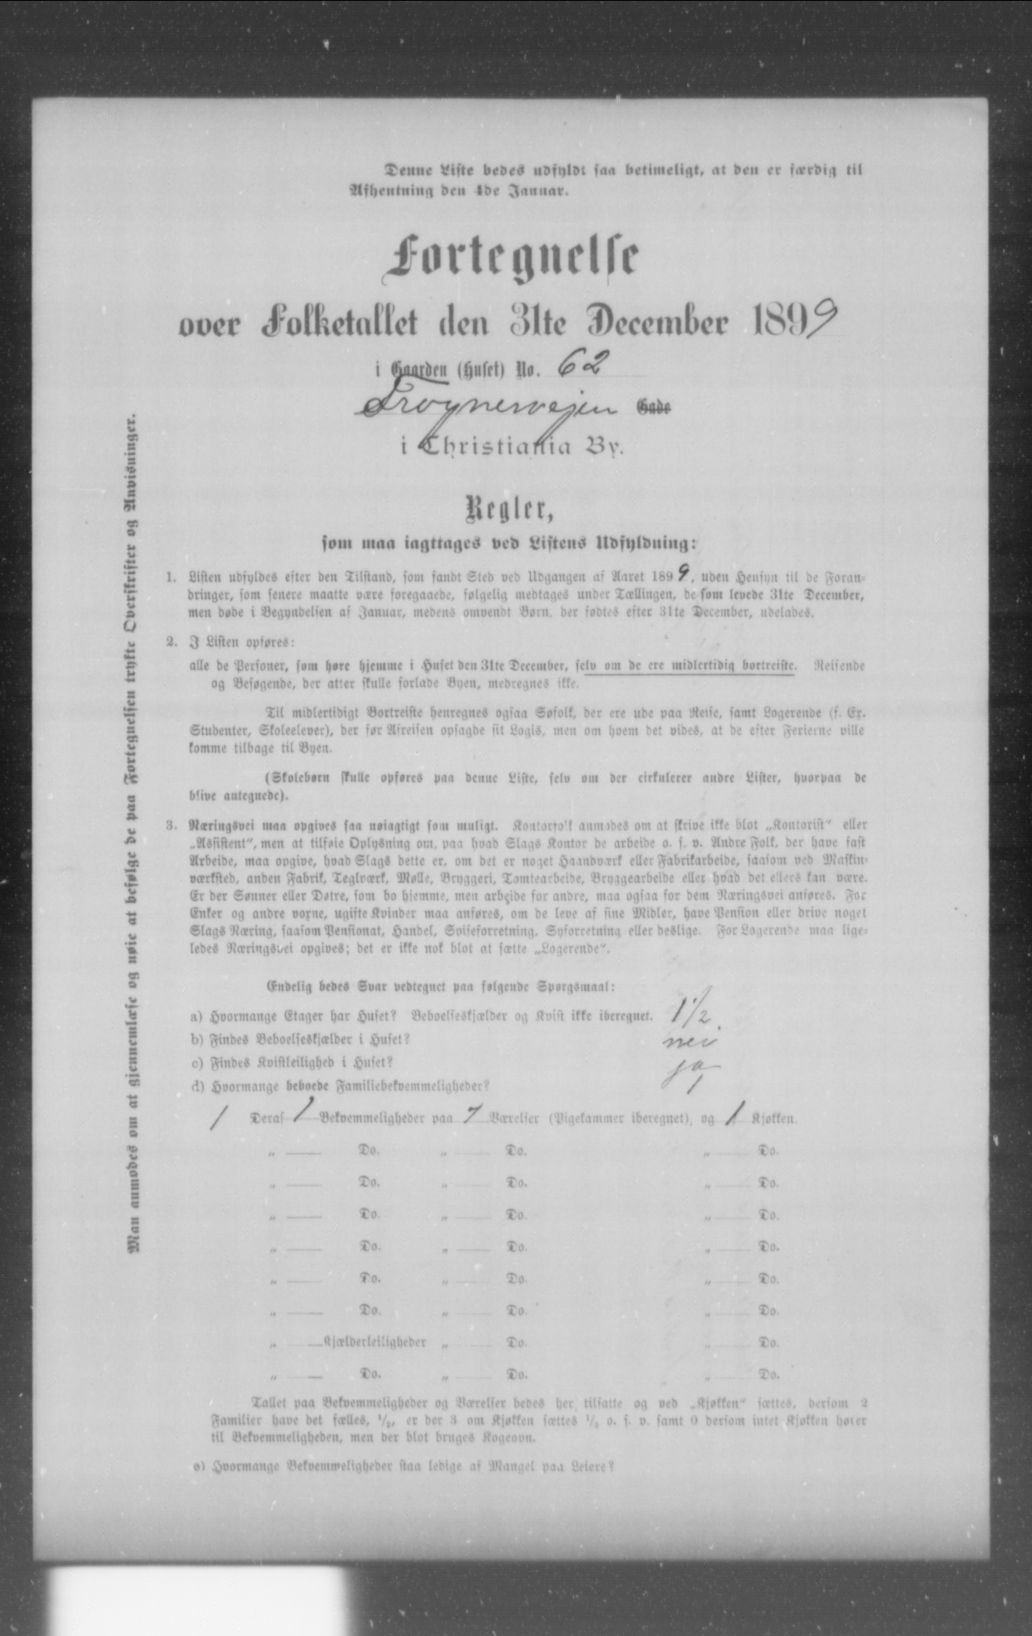 Denne Liste bedes udfyldt saa betimeligt, at den er færdig til
Afhentning den 4de Januar.
Fortegnelse
over Folketallet den 31te December 1899
i Gaarden (Huset) No. 62
Frognerveien Gade
i Christiania By.
Regler,
som maa iagttages ved Listens Udfyldning:
1. Listen udfyldes efter den Tilstand, som fandt Sted ved Udgangen af Aaret 1899, uden Hensyn til de Foran-
dringer, som senere maatte være foregaaede, følgelig medtages under Tællingen, de som levede 31te December,
men døde i Begyndelsen af Januar, medens omvendt Børn, der fødtes efter 31te December, udelades.
2. I Listen opføres:
alle de Personer, som høre hjemme i Huset den 31te December, selv om de ere midlertidig bortreiste. Reisende
og Besøgende, der atter skulle forlade Byen, medregnes ikke.
Til midlertidigt Bortreiste henregnes ogsaa Søfolk, der ere ude paa Reise, samt Logerende (f. Ex.
Studenter, Skoleelever), der før Afreisen opsagde sit Logis, men om hvem det vides, at de efter Ferierne ville
komme tilbage til Byen.
(Skolebørn skulle opføres paa denne Liste, selv om der cirkulerer andre Lister, hvorpaa de
blive antegnede).
3. Næringsvei maa opgives saa nøiagtigt som muligt. Kontorfolk anmodes om at skrive ikke blot „Kontorist“ eller
„Assistent“, men at tilføie Oplysning om, paa hvad Slags Kontor de arbeide o. s. v. Andre Folk, der have fast
Arbeide, maa opgive, hvad Slags dette er, om det er noget Haandværk eller Fabrikarbeide, saasom ved Maskin-
værksted, anden Fabrik, Teglværk, Mølle, Bryggeri, Tomtearbeide, Bryggearbeide eller hvad det ellers kan være.
Er der Sønner eller Døtre, som bo hjemme, men arbeide for andre, maa ogsaa for dem Næringsvei anføres. For
Enker og andre voxne, ugifte Kvinder maa anføres, om de leve af sine Midler, have Pension eller drive noget
Slags Næring, saasom Pensionat, Handel, Spiseforretning, Syforretning eller deslige. For Logerende maa lige-
ledes Næringsvei opgives; det er ikke nok blot at sætte „Logerende“.
Endelig bedes Svar vedtegnet paa følgende Spørgsmaal:
a) Hvormange Etager har Huset? Beboelseskjælder og Kvist ikke iberegnet. 1 1/2
b) Findes Beboelseskjælder i Huset? nei
c) Findes Kvistleilighed i Huset? ja
d) Hvormange beboede Familiebekvemmeligheder? 1
1 Deraf 1 Bekvemmeligheder paa 7 Værelser (Pigekammer iberegnet), og 1 Kjøkken.
„ Do. „ Do. „ Do.
„ Do. „ Do. „ Do.
„ Do. „ Do. „ Do.
„ Do. „ Do. „ Do.
„ Do. „ Do. „ Do.
„ Do. „ Do. „ Do.
„ Kjælderleiligheder „ Do. „ Do.
„ Do. „ Do. „ Do.
Tallet paa Bekvemmeligheder og Værelser bedes her tilsatte og ved „Kjøkken“ sættes, dersom 2
Familier have det fælles, 1/2, er der 3 om Kjøkken sættes 1/3 o. s. v. samt 0 dersom intet Kjøkken hører
til Bekvemmeligheden, men der blot bruges Kogeovn.
e) Hvormange Bekvemmeligheder staa ledige af Mangel paa Leiere?
Man anmodes om at gjennemlæse og nøie at befølge de paa Fortegnelsen trykte Overskrifter og Anvisninger.